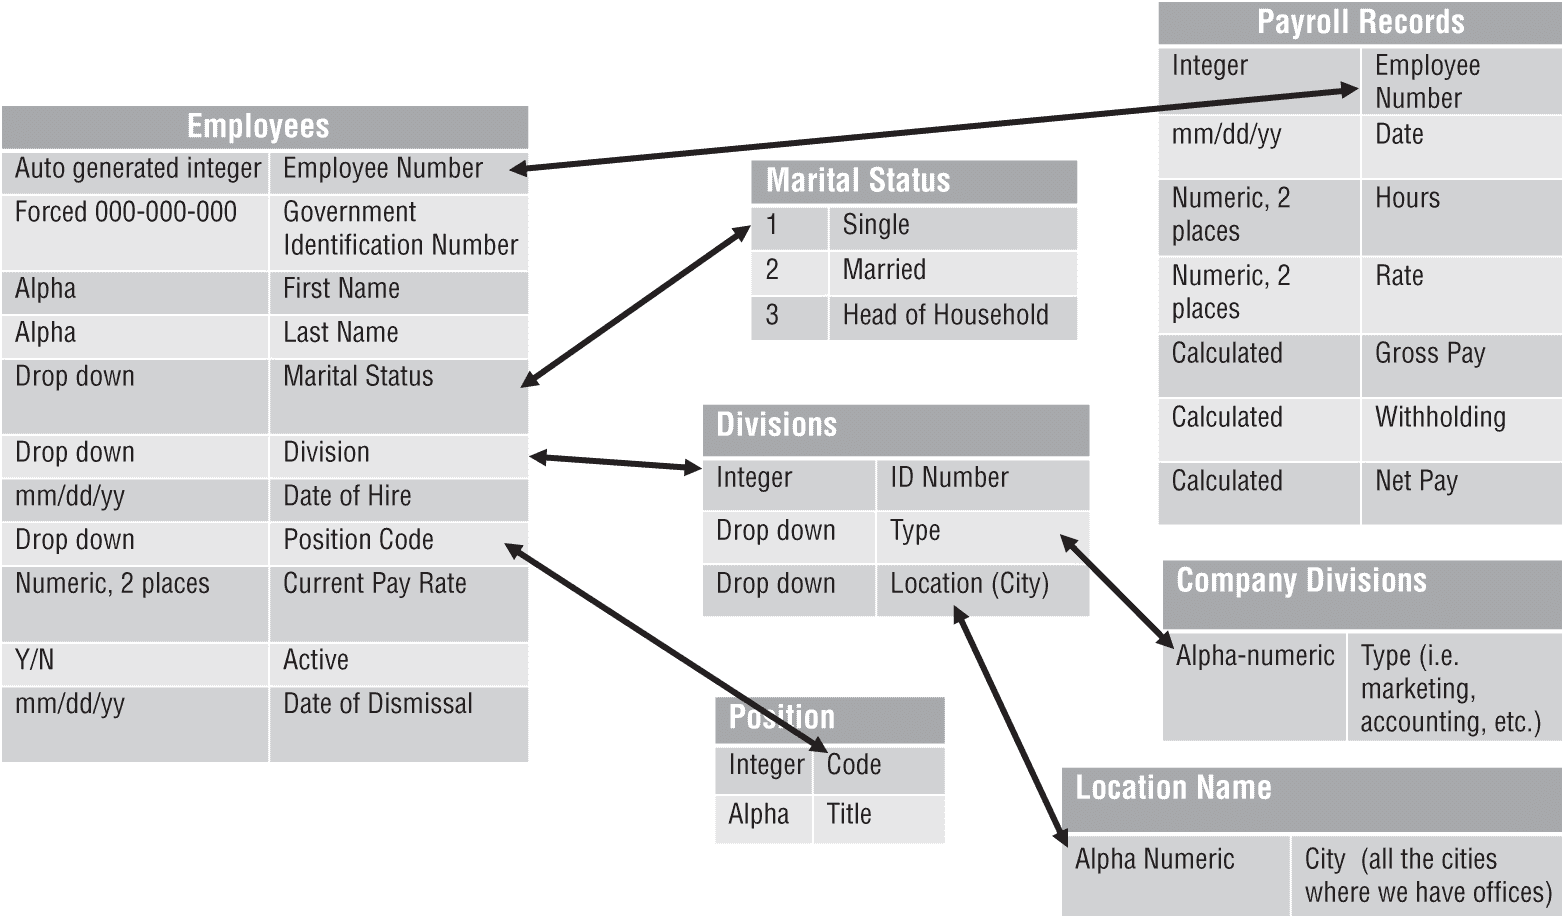 Employees
Auto generated integer Employee Number
Forced 000-000-000 Government
Identification Number
Alpha First Name
Alpha Last Name
Drop down Marital Status
Drop down Division
mm/dd/yy Date of Hire
Drop down Position Code
Numeric, 2 places Current Pay Rate
Y/N Active
mm/dd/yy Date of Dismissal
Marital Status
1 Single
2 Married
3 Head of Household
Divisions
Integer ID Number
Drop down Type
Drop down Location (City)
Position
Integer Code
Alpha Title
Payroll Records
Integer Employee
Number
mm/dd/yy Date
Numeric, 2 Hours
places
Numeric, 2 Rate
places
Calculated Gross Pay
Calculated Withholding
Calculated Net Pay
Company Divisions
Alpha-numeric Type (i.e.
marketing,
accounting, etc.)
Location Name
Alpha Numeric City (all the cities
where we have offices)